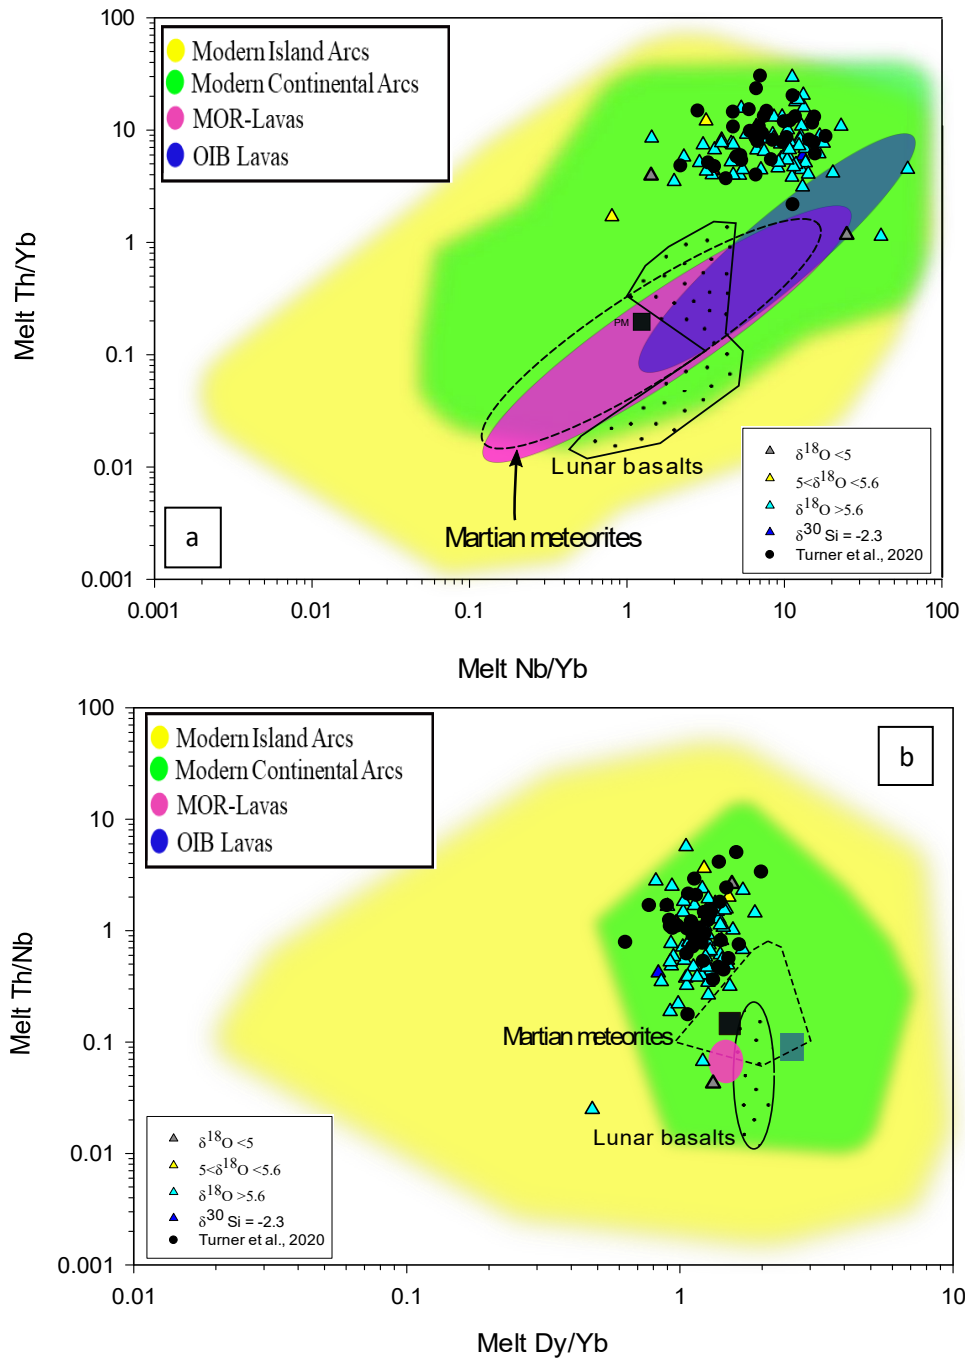 100
10
1
0.1
0.01
0.001
Melt Th/Yb
Modern Island Arcs
Modern Continental Arcs
MOR-Lavas
OIB Lavas
PM
Lunar basalts
Martian meteorites
a
δ18O <5
5<δ18O <5.6
δ18O >5.6
δ30 Si = -2.3
Turner et al., 2020
0.001 0.01 0.1 1 10 100
Melt Nb/Yb
100
10
1
0.1
0.01
0.001
Melt Th/Nb
Modern Island Arcs
Modern Continental Arcs
MOR-Lavas
OIB Lavas
b
Martian meteorites
Lunar basalts
δ18O <5
5<δ18O <5.6
δ18O >5.6
δ30 Si = -2.3
Turner et al., 2020
0.01 0.1 1 10
Melt Dy/Yb